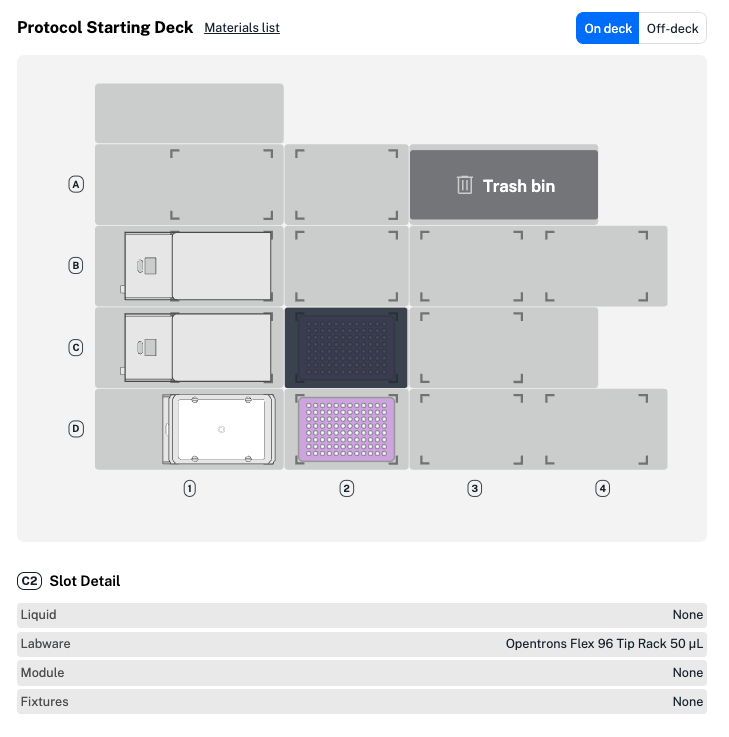 Protocol Starting Deck Materials list On deck Off-deck
A Trash bin
B
C
D
1 2 3 4
C2 Slot Detail
Liquid None
Labware Opentrons Flex 96 Tip Rack 50 µL
Module None
Fixtures None